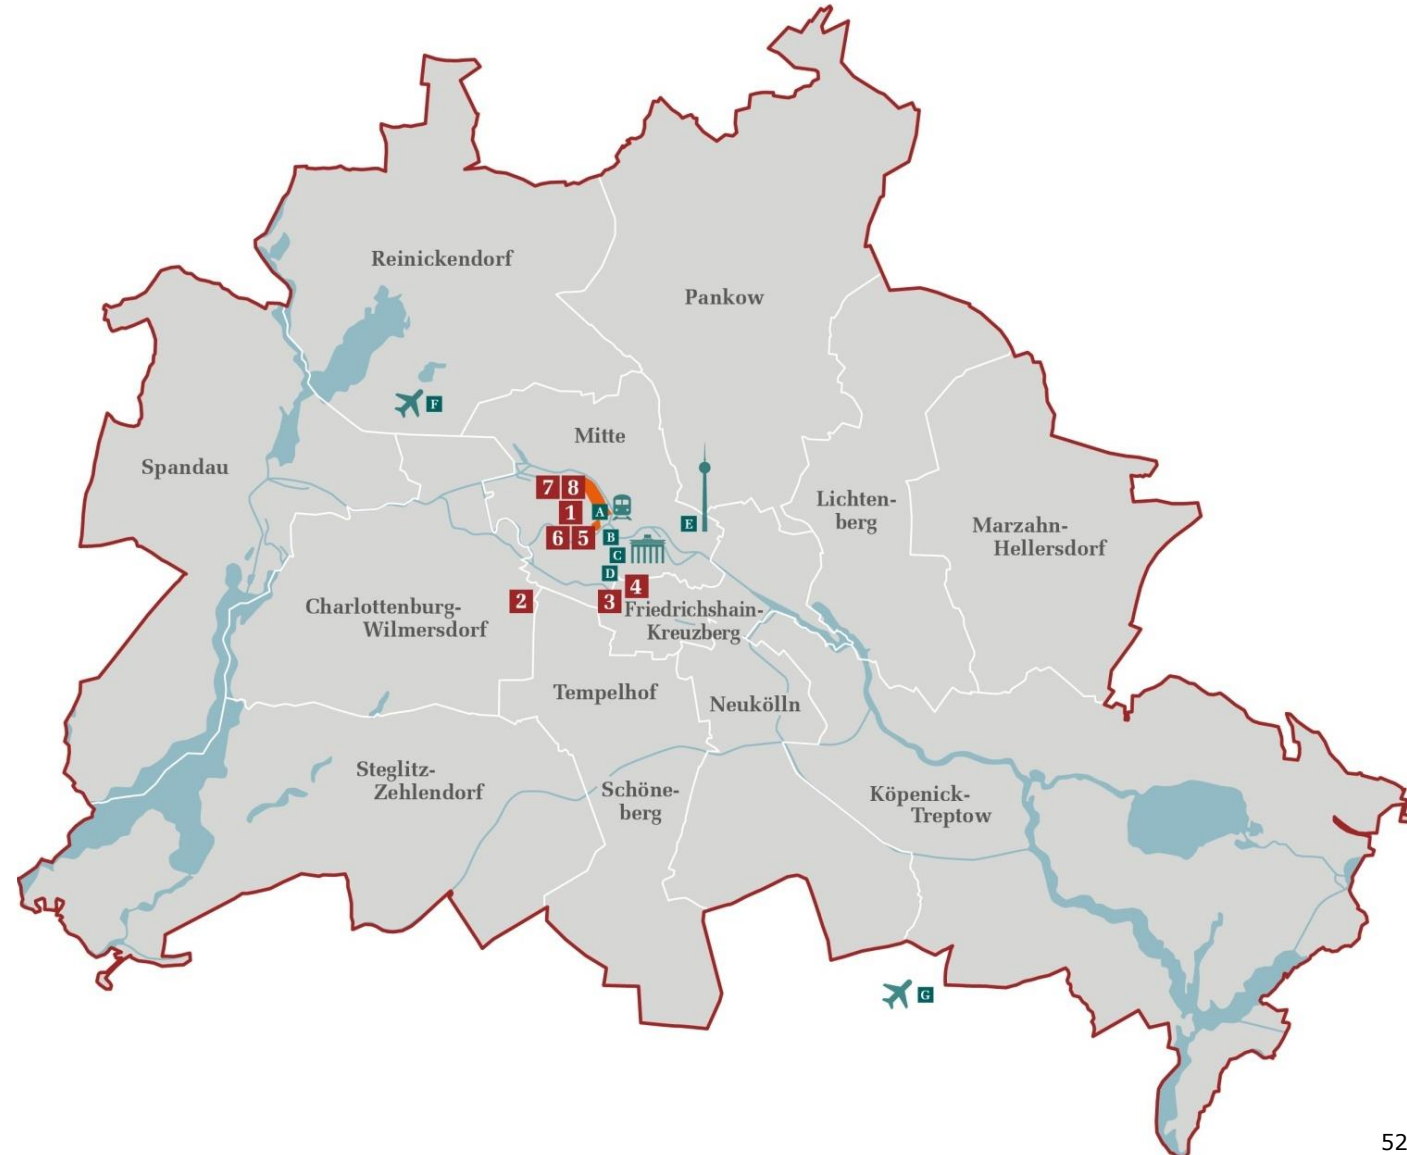 Reinickendorf
Pankow
F
Mitte
Spandau
7 8
Lichten-
berg
1 A
E
Marzahn-
Hellersdorf
6 5 B
C
D
4
2
3
Charlottenburg-
Wilmersdorf
Friedrichshain-
Kreuzberg
Tempelhof
Neukölln
Steglitz-
Zehlendorf
Schöne-
berg
Köpenick-
Treptow
G
52